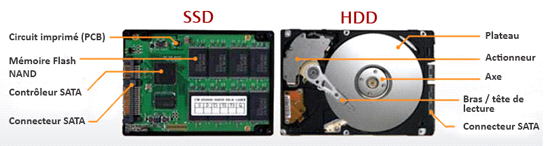 SSD
HDD
Circuit imprimé (PCB)
Mémoire Flash
NAND
Contrôleur SATA
Connecteur SATA
Plateau
Actionneur
Axe
Bras / tête de
lecture
Connecteur SATA